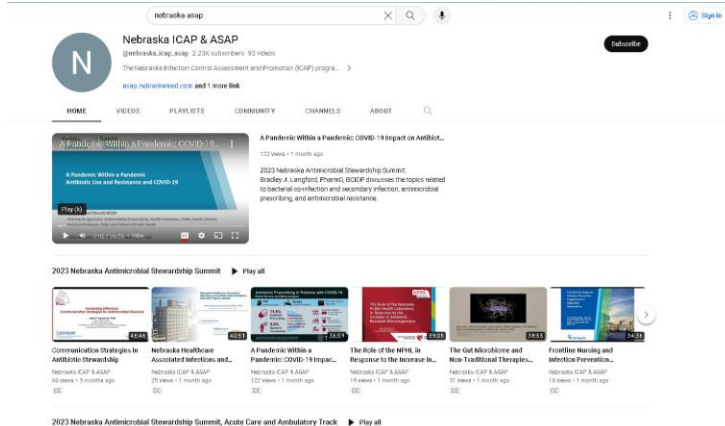 nebraska asap
Sign in
N
Nebraska ICAP & ASAP
@nebraska_icap_asap 2.23K subscribers 93 videos
The Nebraska Infection Control Assessment and Promotion (ICAP) progra...
asap.nebraskamed.com and 1 more link
Subscribe
HOME VIDEOS PLAYLISTS COMMUNITY CHANNELS ABOUT
A Pandemic Within a Pandemic: COVID-19...
A Pandemic Within a Pandemic
Antibiotic Use and Resistance and COVID-19
Play (k)
A Pandemic Within a Pandemic: COVID-19 Impact on Antibiot...
122 views • 1 month ago
2023 Nebraska Antimicrobial Stewardship Summit:
Bradley J. Langford, PharmD, BCIDP discusses the topics related
to bacterial co-infection and secondary infection, antimicrobial
prescribing, and antimicrobial resistance.
2023 Nebraska Antimicrobial Stewardship Summit Play all
46:45
40:51
36:59
39:05
39:55
34:36
Communication Strategies in
Antibiotic Stewardship
Nebraska ICAP & ASAP
60 views • 3 months ago
CC
Nebraska Healthcare
Associated Infections and...
Nebraska ICAP & ASAP
25 views • 1 month ago
CC
A Pandemic Within a
Pandemic: COVID-19 Impac...
Nebraska ICAP & ASAP
122 views • 1 month ago
CC
The Role of the NPHL in
Response to the Increase in...
Nebraska ICAP & ASAP
19 views • 1 month ago
CC
The Gut Microbiome and
Non-Traditional Therapies...
Nebraska ICAP & ASAP
31 views • 1 month ago
CC
Frontline Nursing and
Infection Prevention...
Nebraska ICAP & ASAP
10 views • 1 month ago
CC
2023 Nebraska Antimicrobial Stewardship Summit, Acute Care and Ambulatory Track Play all